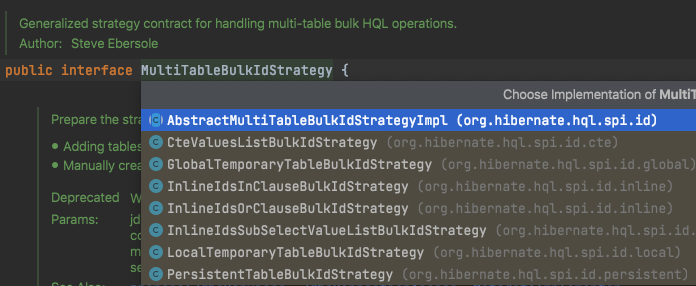 Generalized strategy contract for handling multi-table bulk HQL operations.
Author: Steve Ebersole
public interface MultiTableBulkIdStrategy {
Choose Implementation of MultiT
Prepare the stra
AbstractMultiTableBulkIdStrategyImpl (org.hibernate.hql.spi.id)
• Adding tables
CteValuesListBulkIdStrategy (org.hibernate.hql.spi.id.cte)
• Manually crea
GlobalTemporaryTableBulkIdStrategy (org.hibernate.hql.spi.id.global)
InlineIdsInClauseBulkIdStrategy (org.hibernate.hql.spi.id.inline)
Deprecated W
InlineIdsOrClauseBulkIdStrategy (org.hibernate.hql.spi.id.inline)
Params: jd
InlineIdsSubSelectValueListBulkIdStrategy (org.hibernate.hql.spi.id.
co
m
LocalTemporaryTableBulkIdStrategy (org.hibernate.hql.spi.id.local)
se
PersistentTableBulkIdStrategy (org.hibernate.hql.spi.id.persistent)